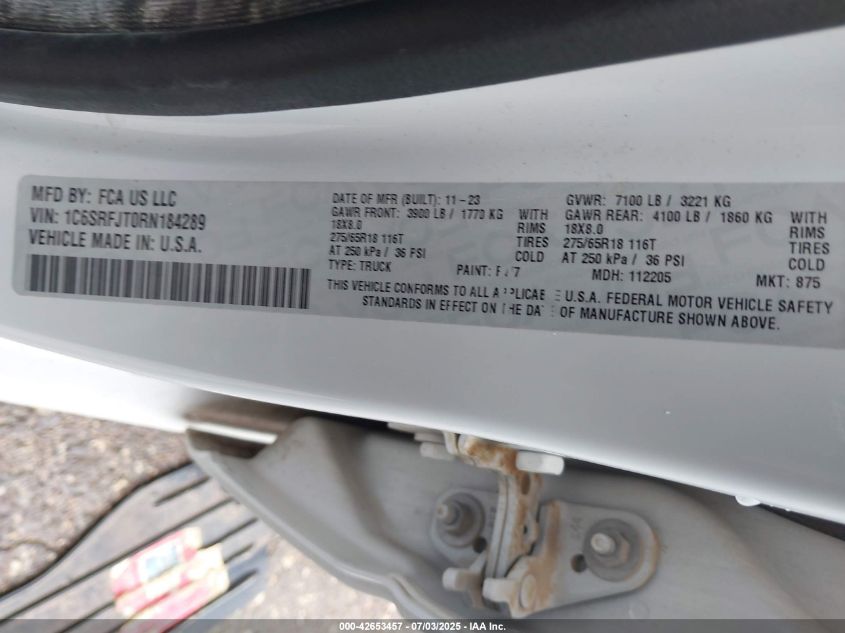 MFD BY: FCA US LLC
VIN: 1C6SRFJT0RN184289
VEHICLE MADE IN: U.S.A.
DATE OF MFR (BUILT): 11-23
GAWR FRONT: 3900 LB / 1770 KG WITH
18X8.0 RIMS
275/65R18 116T TIRES
AT 250 kPa / 36 PSI COLD
TYPE: TRUCK PAINT:
GVWR: 7100 LB / 3221 KG
GAWR REAR: 4100 LB / 1860 KG WITH
18X8.0 RIMS
275/65R18 116T TIRES
AT 250 kPa / 36 PSI COLD
MDH: 112205 MKT: 875
THIS VEHICLE CONFORMS TO ALL U.S.A. FEDERAL MOTOR VEHICLE SAFETY
STANDARDS IN EFFECT ON OF MANUFACTURE SHOWN ABOVE.
000-42653457 - 07/03/2025 - IAA Inc.